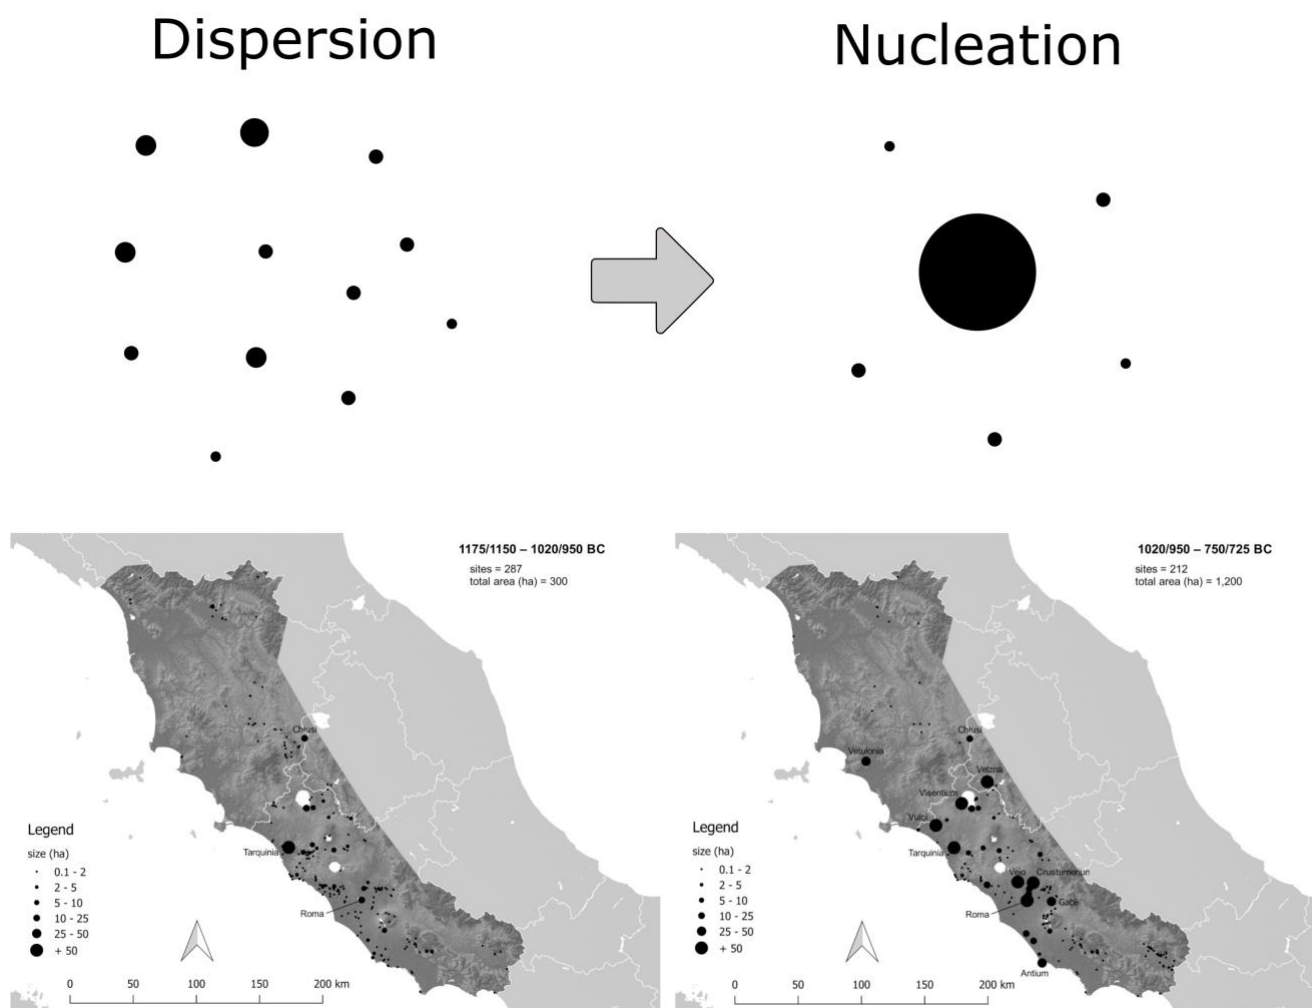 Dispersion
Nucleation
1175/1150 – 1020/950 BC
sites = 287
total area (ha) = 300
Chiusi
Tarquinia
Roma
Legend
size (ha)
0.1 - 2
2 - 5
5 - 10
10 - 25
25 - 50
+ 50
0 50 100 150 200 km
1020/950 – 750/725 BC
sites = 212
total area (ha) = 1,200
Chiusi
Vetulonia
Velzna
Visentium
Vulci
Tarquinia
Veio
Crustumerium
Roma
Gabii
Antium
Legend
size (ha)
0.1 - 2
2 - 5
5 - 10
10 - 25
25 - 50
+ 50
0 50 100 150 200 km